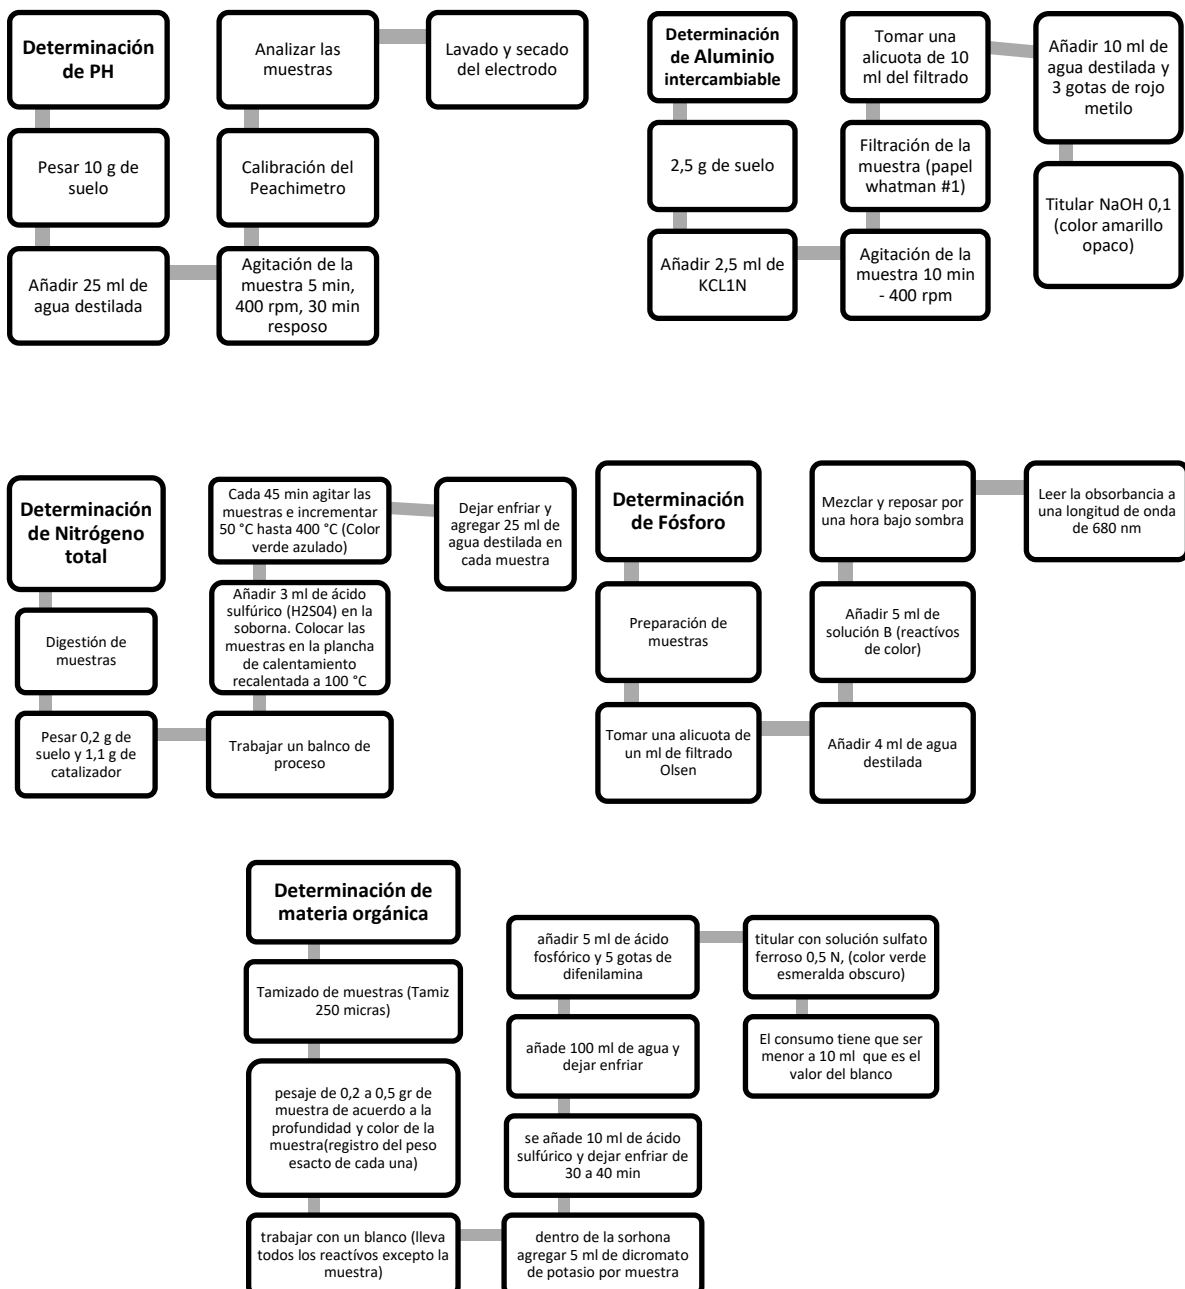 Determinación
de PH
Pesar 10 g de
suelo
Añadir 25 ml de
agua destilada
Agitación de la
muestra 5 min,
400 rpm, 30 min
resposo
Calibración del
Peachimetro
Analizar las
muestras
Lavado y secado
del electrodo
Determinación
de Aluminio
intercambiable
2,5 g de suelo
Añadir 2,5 ml de
KCL1N
Agitación de la
muestra 10 min
- 400 rpm
Filtración de la
muestra (papel
whatman #1)
Tomar una
alicuota de 10
ml del filtrado
Añadir 10 ml de
agua destilada y
3 gotas de rojo
metilo
Titular NaOH 0,1
(color amarillo
opaco)
Determinación
de Nitrógeno
total
Digestión de
muestras
Pesar 0,2 g de
suelo y 1,1 g de
catalizador
Trabajar un balnco de
proceso
Añadir 3 ml de ácido
sulfúrico (H2S04) en la
soborna. Colocar las
muestras en la plancha
de calentamiento
recalentada a 100 °C
Cada 45 min agitar las
muestras e incrementar
50 °C hasta 400 °C (Color
verde azulado)
Dejar enfriar y
agregar 25 ml de
agua destilada en
cada muestra
Determinación
de Fósforo
Preparación de
muestras
Tomar una alicuota de
un ml de filtrado
Olsen
Añadir 4 ml de agua
destilada
Añadir 5 ml de
solución B (reactívos
de color)
Mezclar y reposar por
una hora bajo sombra
Leer la obsorbancia a
una longitud de onda
de 680 nm
Determinación de
materia orgánica
Tamizado de muestras (Tamiz
250 micras)
pesaje de 0,2 a 0,5 gr de
muestra de acuerdo a la
profundidad y color de la
muestra(registro del peso
esacto de cada una)
trabajar con un blanco (lleva
todos los reactívos excepto la
muestra)
dentro de la sorhona
agregar 5 ml de dicromato
de potasio por muestra
se añade 10 ml de ácido
sulfúrico y dejar enfriar de
30 a 40 min
añade 100 ml de agua y
dejar enfriar
añadir 5 ml de ácido
fosfórico y 5 gotas de
difenilamina
titular con solución sulfato
ferroso 0,5 N, (color verde
esmeralda obscuro)
El consumo tiene que ser
menor a 10 ml  que es el
valor del blanco